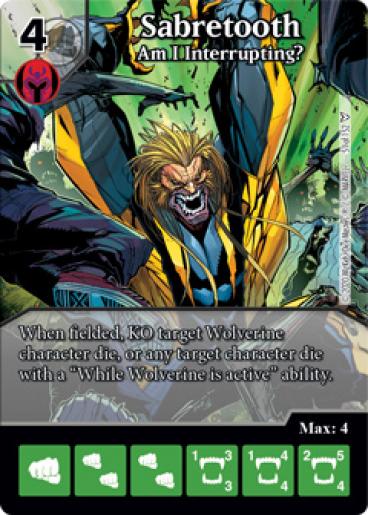 4
Sabretooth
Am I Interrupting?
When fielded, KO target Wolverine
character die, or any target character die
with a "While Wolverine is active" ability.
Max: 4
1 3 3
1 4 4
2 5 4